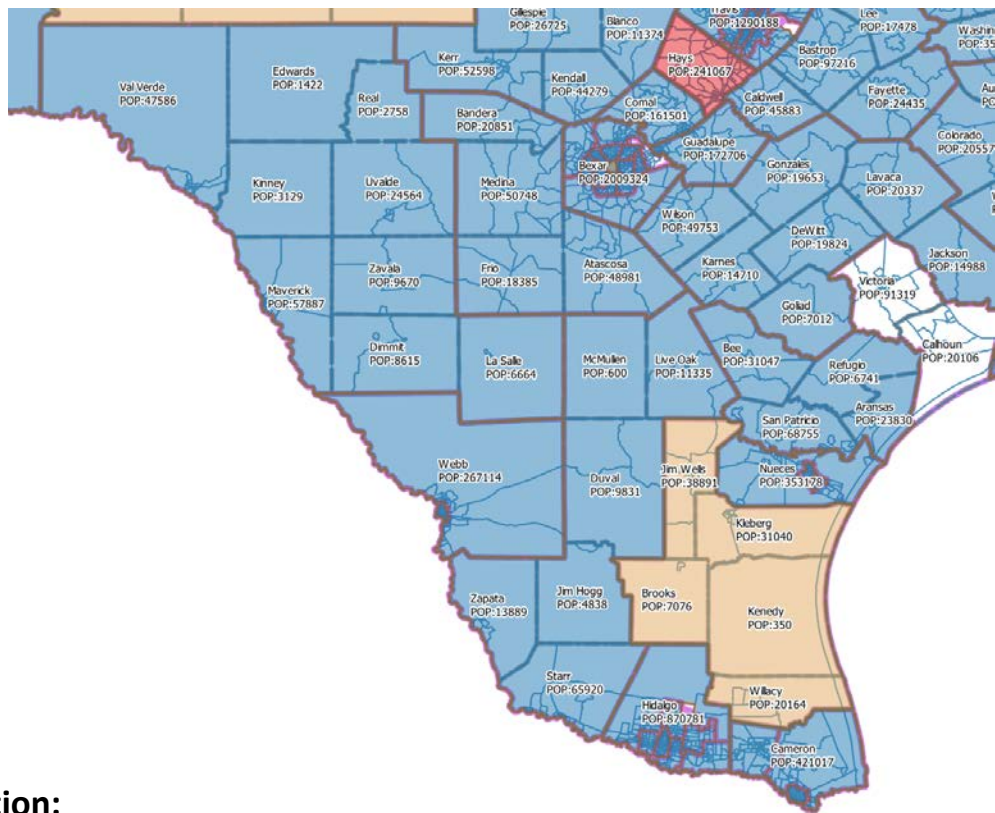 Gillespie
POP:26725
Blanco
POP:11374
Travis
POP:1290188
Lee
POP:17478
Bastrop
POP:97216
Val Verde
POP:47586
Edwards
POP:1422
Real
POP:2758
Kerr
POP:52598
Kendall
POP:44279
Bandera
POP:20851
Comal
POP:161501
Hays
POP:241067
Caldwell
POP:45883
Fayette
POP:24435
Colorado
POP:20557
Kinney
POP:3129
Uvalde
POP:24564
Medina
POP:50748
Bexar
POP:2009324
Guadalupe
POP:172706
Gonzales
POP:19653
Lavaca
POP:20337
Wilson
POP:49753
DeWitt
POP:19824
Jackson
POP:14988
Maverick
POP:57887
Zavala
POP:9670
Frio
POP:18385
Atascosa
POP:48981
Karnes
POP:14710
Goliad
POP:7012
Victoria
POP:91319
Calhoun
POP:20106
Dimmit
POP:8615
La Salle
POP:6664
McMullen
POP:600
Live Oak
POP:11335
Bee
POP:31047
Refugio
POP:6741
Aransas
POP:23830
San Patricio
POP:68755
Webb
POP:267114
Duval
POP:9831
Jim Wells
POP:38891
Nueces
POP:353178
Kleberg
POP:31040
Zapata
POP:13889
Jim Hogg
POP:4838
Brooks
POP:7076
Kenedy
POP:350
Starr
POP:65920
Hidalgo
POP:870781
Willacy
POP:20164
Cameron
POP:421017
tion: